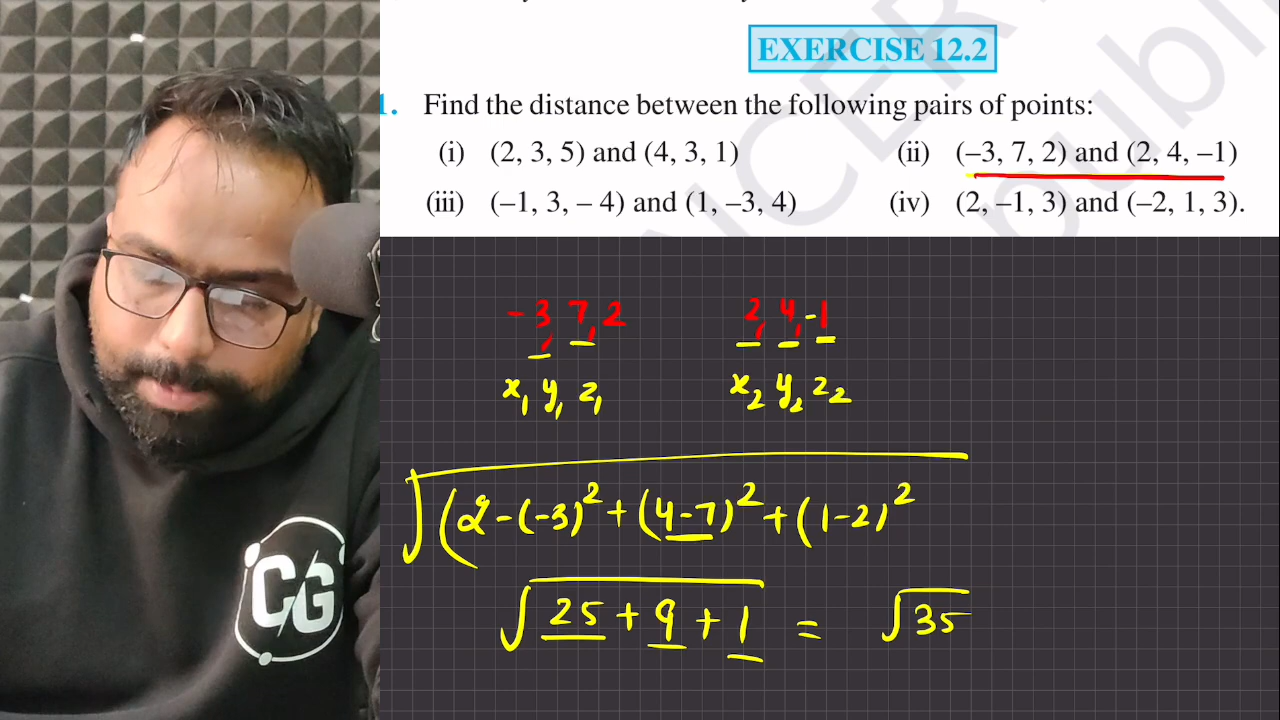 EXERCISE 12.2
1. Find the distance between the following pairs of points:
(i) (2, 3, 5) and (4, 3, 1) (ii) (–3, 7, 2) and (2, 4, –1)
(iii) (–1, 3, – 4) and (1, –3, 4) (iv) (2, –1, 3) and (–2, 1, 3).
-3, 7, 2 2, 4, -1
x₁ y₁ z₁ x₂ y₂ z₂
√(2-(-3)² + (4-7)² + (1-2)²
√25 + 9 + 1 = √35
CG